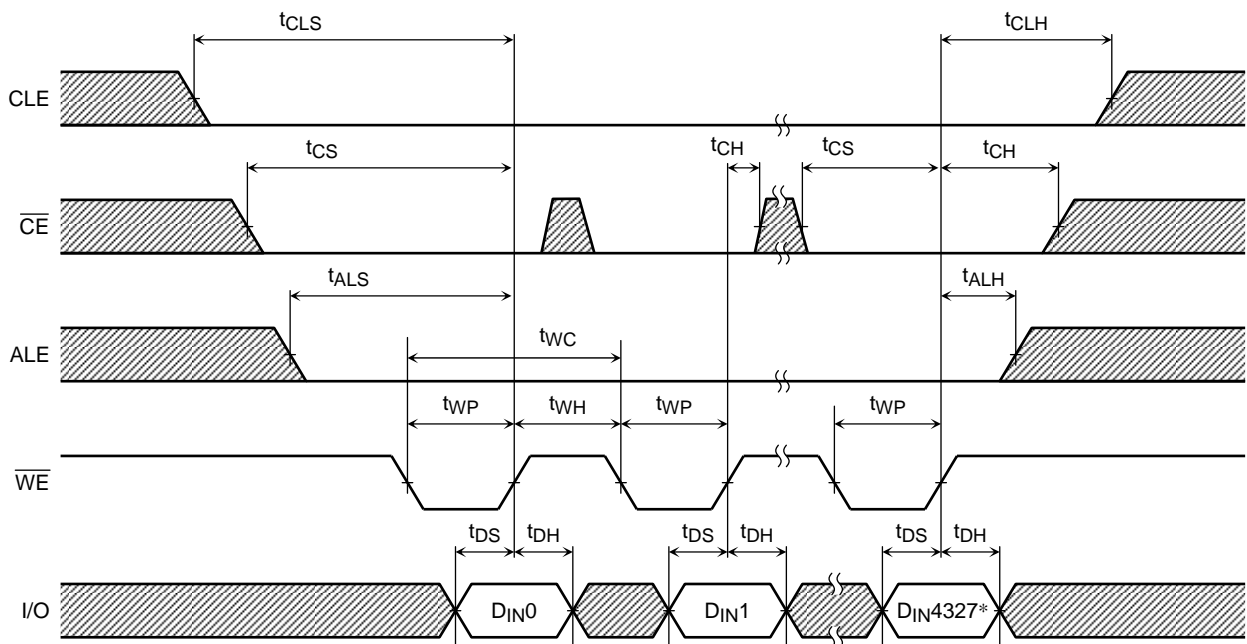 tCLS tCLH
CLE
tCS tCH tCS tCH
CE
tALS tALH
ALE
tWC
tWP tWH tWP tWP
WE
tDS tDH tDS tDH tDS tDH
I/O DIN0 DIN1 DIN4327*